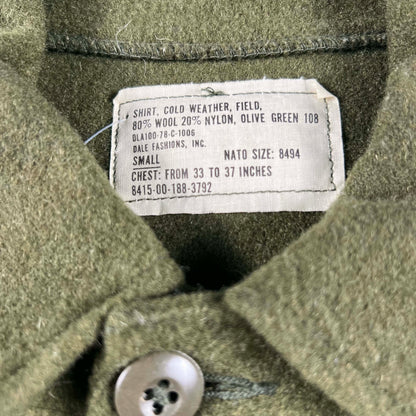 SHIRT, COLD WEATHER, FIELD,
80% WOOL 20% NYLON, OLIVE GREEN 108
DLA100-78-C-1006
DALE FASHIONS, INC.
SMALL NATO SIZE: 8494
CHEST: FROM 33 TO 37 INCHES
8415-00-188-3792